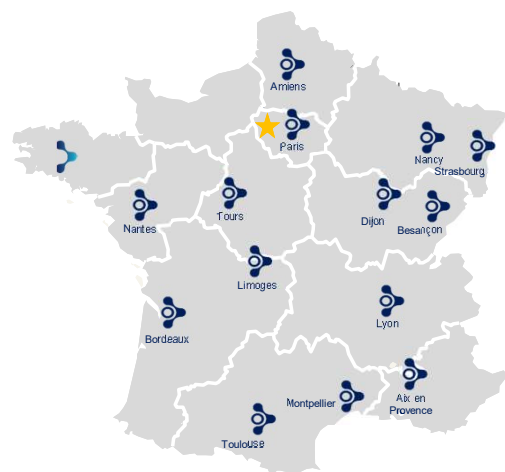 Amiens
Paris
Nancy
Strasbourg
Nantes
Tours
Dijon
Besançon
Limoges
Bordeaux
Lyon
Montpellier
Aix en
Provence
Toulouse